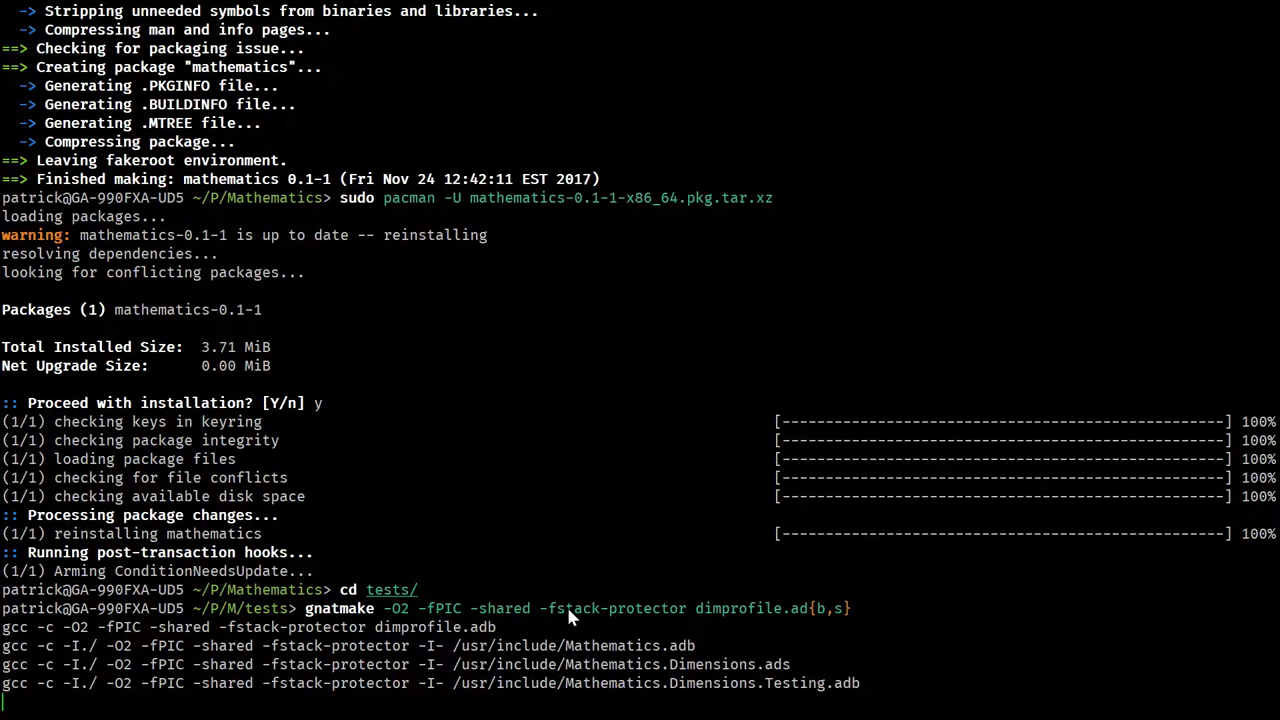 -> Stripping unneeded symbols from binaries and libraries...
-> Compressing man and info pages...
==> Checking for packaging issue...
==> Creating package "mathematics"...
-> Generating .PKGINFO file...
-> Generating .BUILDINFO file...
-> Generating .MTREE file...
-> Compressing package...
==> Leaving fakeroot environment.
==> Finished making: mathematics 0.1-1 (Fri Nov 24 12:42:11 EST 2017)
patrick@GA-990FXA-UD5 ~/P/Mathematics> sudo pacman -U mathematics-0.1-1-x86_64.pkg.tar.xz
loading packages...
warning: mathematics-0.1-1 is up to date -- reinstalling
resolving dependencies...
looking for conflicting packages...
Packages (1) mathematics-0.1-1
Total Installed Size:  3.71 MiB
Net Upgrade Size:      0.00 MiB
:: Proceed with installation? [Y/n] y
(1/1) checking keys in keyring [----------------------------------------------------] 100%
(1/1) checking package integrity [----------------------------------------------------] 100%
(1/1) loading package files [----------------------------------------------------] 100%
(1/1) checking for file conflicts [----------------------------------------------------] 100%
(1/1) checking available disk space [----------------------------------------------------] 100%
:: Processing package changes...
(1/1) reinstalling mathematics [----------------------------------------------------] 100%
:: Running post-transaction hooks...
(1/1) Arming ConditionNeedsUpdate...
patrick@GA-990FXA-UD5 ~/P/Mathematics> cd tests/
patrick@GA-990FXA-UD5 ~/P/M/tests> gnatmake -O2 -fPIC -shared -fstack-protector dimprofile.ad{b,s}
gcc -c -O2 -fPIC -shared -fstack-protector dimprofile.adb
gcc -c -I./ -O2 -fPIC -shared -fstack-protector -I- /usr/include/Mathematics.adb
gcc -c -I./ -O2 -fPIC -shared -fstack-protector -I- /usr/include/Mathematics.Dimensions.ads
gcc -c -I./ -O2 -fPIC -shared -fstack-protector -I- /usr/include/Mathematics.Dimensions.Testing.adb